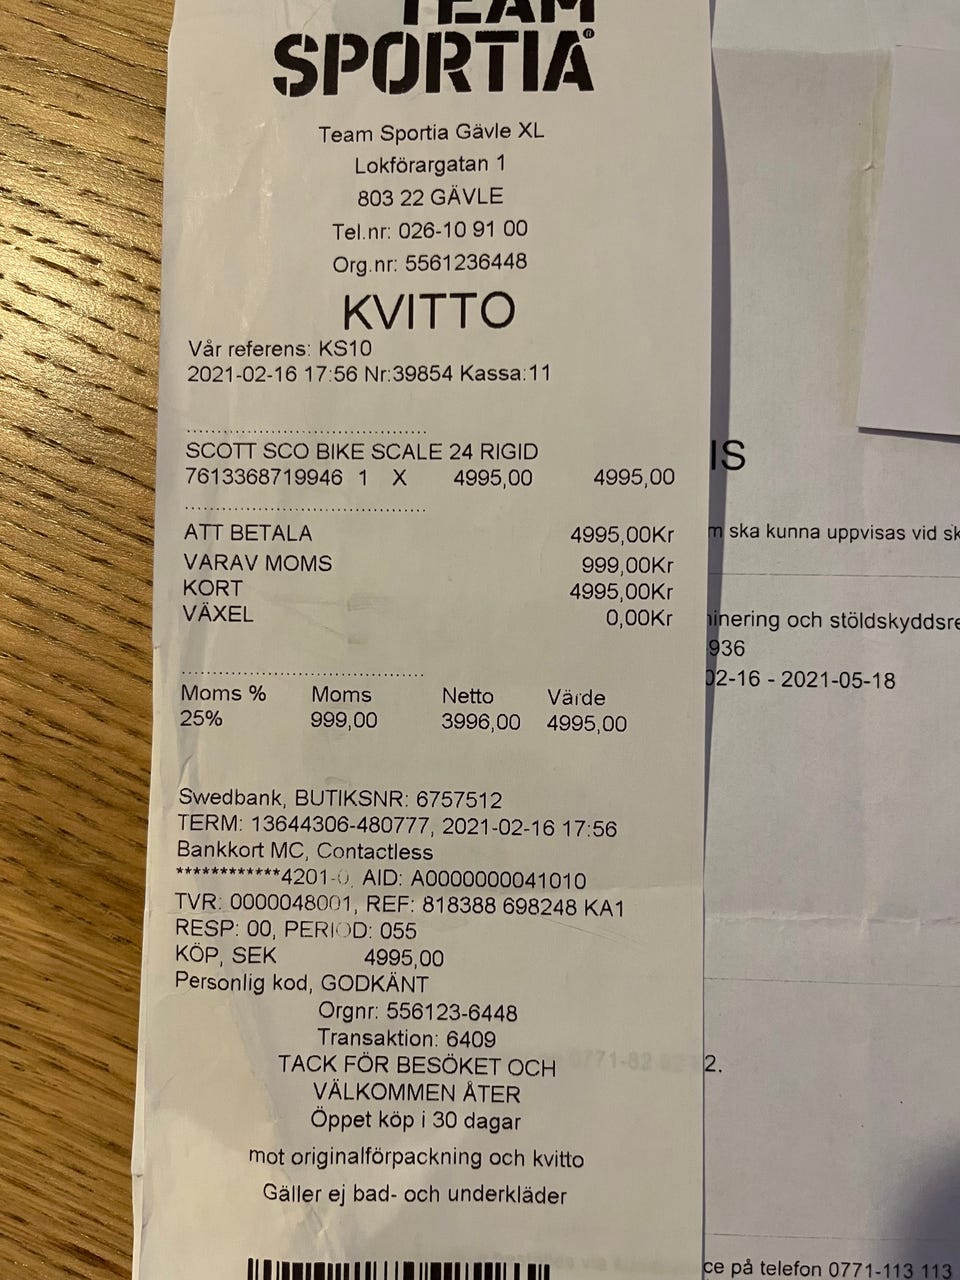 TEAM
SPORTIA®
Team Sportia Gävle XL
Lokförargatan 1
803 22 GÄVLE
Tel.nr: 026-10 91 00
Org.nr: 5561236448
KVITTO
Vår referens: KS10
2021-02-16 17:56 Nr:39854 Kassa:11
SCOTT SCO BIKE SCALE 24 RIGID
7613368719946 1 X 4995,00 4995,00
ATT BETALA 4995,00Kr
VARAV MOMS 999,00Kr
KORT 4995,00Kr
VÄXEL 0,00Kr
Moms % Moms Netto Värde
25% 999,00 3996,00 4995,00
Swedbank, BUTIKSNR: 6757512
TERM: 13644306-480777, 2021-02-16 17:56
Bankkort MC, Contactless
************4201-0, AID: A0000000041010
TVR: 0000048001, REF: 818388 698248 KA1
RESP: 00, PERIOD: 055
KÖP, SEK 4995,00
Personlig kod, GODKÄNT
Orgnr: 556123-6448
Transaktion: 6409
TACK FÖR BESÖKET OCH
VÄLKOMMEN ÅTER
Öppet köp i 30 dagar
mot originalförpackning och kvitto
Gäller ej bad- och underkläder
IS
m ska kunna uppvisas vid sk
inering och stöldskyddsre
936
02-16 - 2021-05-18
2.
ce på telefon 0771-113 113